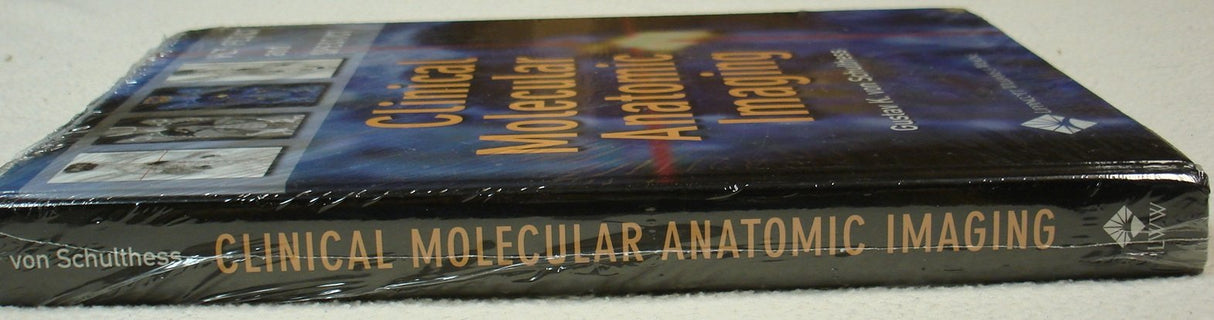 Clinical
Molecular
Anatomic
Imaging
Gustav K. von Schulthess
von Schulthess
CLINICAL MOLECULAR ANATOMIC IMAGING
LWW